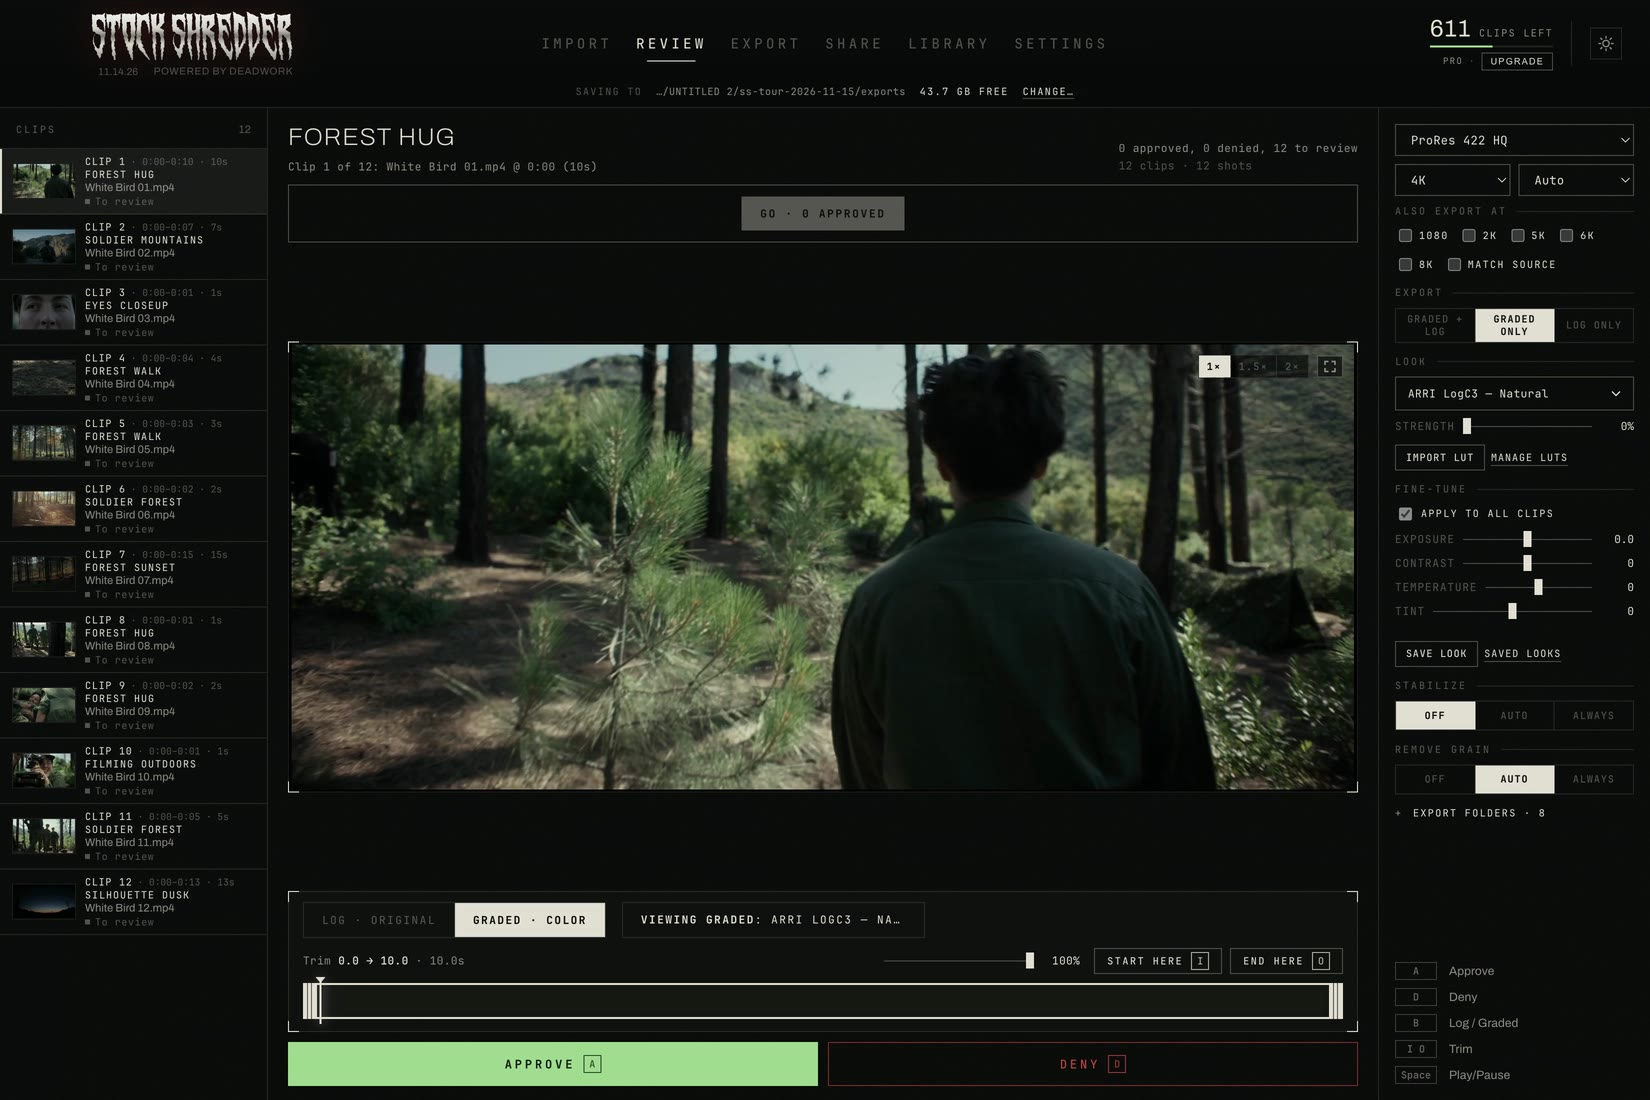 STOCK SHREDDER
11.14.26 POWERED BY DEADWORK
IMPORT REVIEW EXPORT SHARE LIBRARY SETTINGS
611 CLIPS LEFT
PRO · UPGRADE
SAVING TO …/UNTITLED 2/ss-tour-2026-11-15/exports 43.7 GB FREE CHANGE…
CLIPS 12
CLIP 1 · 0:00–0:10 · 10s
FOREST HUG
White Bird 01.mp4
To review
CLIP 2 · 0:00–0:07 · 7s
SOLDIER MOUNTAINS
White Bird 02.mp4
To review
CLIP 3 · 0:00–0:01 · 1s
EYES CLOSEUP
White Bird 03.mp4
To review
CLIP 4 · 0:00–0:04 · 4s
FOREST WALK
White Bird 04.mp4
To review
CLIP 5 · 0:00–0:03 · 3s
FOREST WALK
White Bird 05.mp4
To review
CLIP 6 · 0:00–0:02 · 2s
SOLDIER FOREST
White Bird 06.mp4
To review
CLIP 7 · 0:00–0:15 · 15s
FOREST SUNSET
White Bird 07.mp4
To review
CLIP 8 · 0:00–0:01 · 1s
FOREST HUG
White Bird 08.mp4
To review
CLIP 9 · 0:00–0:02 · 2s
FOREST HUG
White Bird 09.mp4
To review
CLIP 10 · 0:00–0:01 · 1s
FILMING OUTDOORS
White Bird 10.mp4
To review
CLIP 11 · 0:00–0:05 · 5s
SOLDIER FOREST
White Bird 11.mp4
To review
CLIP 12 · 0:00–0:13 · 13s
SILHOUETTE DUSK
White Bird 12.mp4
To review
FOREST HUG
Clip 1 of 12: White Bird 01.mp4 @ 0:00 (10s)
0 approved, 0 denied, 12 to review
12 clips · 12 shots
GO · 0 APPROVED
1× 1.5× 2×
LOG · ORIGINAL GRADED · COLOR VIEWING GRADED: ARRI LOGC3 — NA…
Trim 0.0 → 10.0 · 10.0s 100% START HERE I END HERE O
APPROVE A DENY D
ProRes 422 HQ
4K Auto
ALSO EXPORT AT
1080 2K 5K 6K
8K MATCH SOURCE
EXPORT
GRADED + LOG GRADED ONLY LOG ONLY
LOOK
ARRI LogC3 — Natural
STRENGTH 0%
IMPORT LUT MANAGE LUTS
FINE-TUNE
APPLY TO ALL CLIPS
EXPOSURE 0.0
CONTRAST 0
TEMPERATURE 0
TINT 0
SAVE LOOK SAVED LOOKS
STABILIZE
OFF AUTO ALWAYS
REMOVE GRAIN
OFF AUTO ALWAYS
+ EXPORT FOLDERS · 8
A Approve
D Deny
B Log / Graded
I O Trim
Space Play/Pause